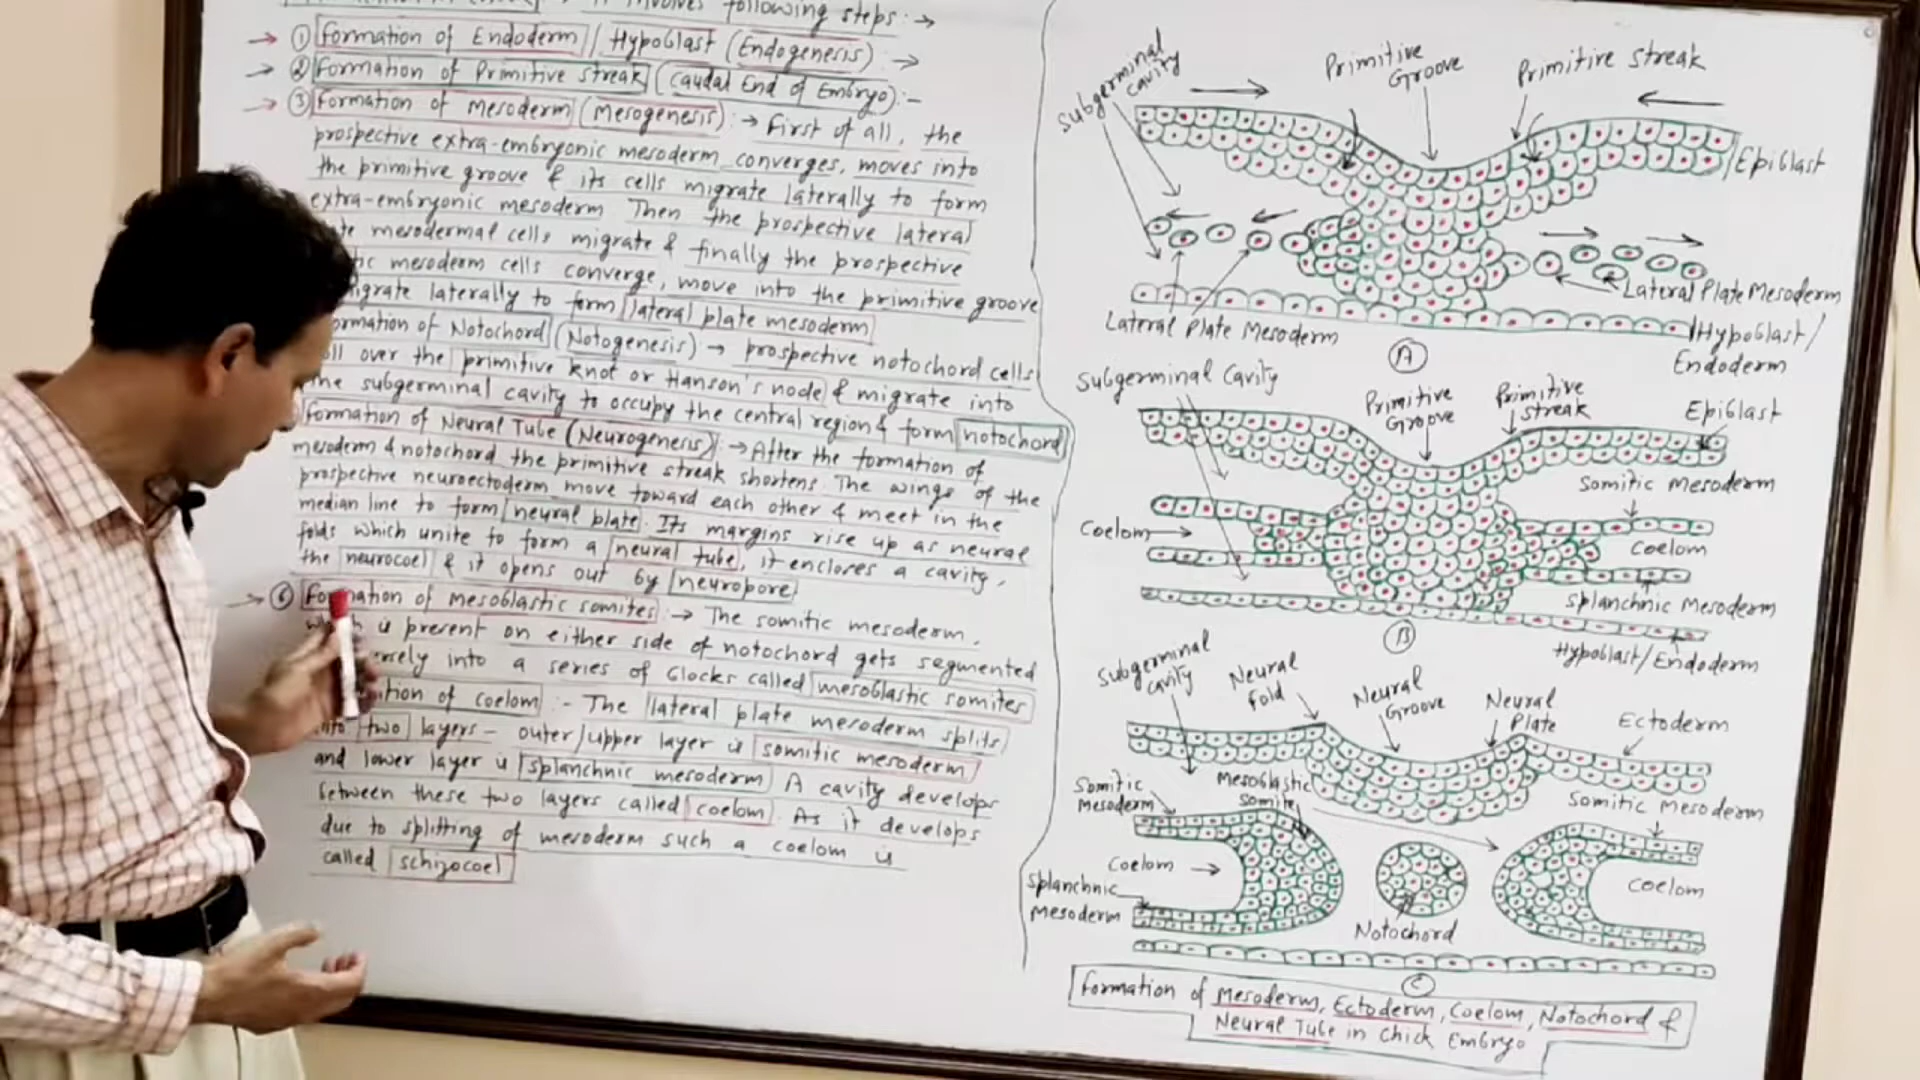 It involves following steps:→
→ ① Formation of Endoderm/Hypoblast (Endogenesis):→
→ ② Formation of Primitive Streak (Caudal End of Embryo):-
→ ③ Formation of Mesoderm (Mesogenesis):→ First of all, the
prospective extra-embryonic mesoderm converges, moves into
the primitive groove & its cells migrate laterally to form
extra-embryonic mesoderm Then the prospective lateral
mesodermal cells migrate & finally the prospective
mesoderm cells converge, move into the primitive groove
migrate laterally to form lateral plate mesoderm
Formation of Notochord (Notogenesis) → prospective notochord cells
over the primitive knot or Hanson's node & migrate into
the subgerminal cavity to occupy the central region & form notochord
Formation of Neural Tube (Neurogenesis):→ After the formation of
mesoderm & notochord the primitive streak shortens. The wings of the
prospective neuroectoderm move toward each other & meet in the
median line to form neural plate. Its margins rise up as neural
folds which unite to form a neural tube, it encloses a cavity,
the neurocoel & it opens out by neuropore
→ ⑥ Formation of mesoblastic somites:→ The somitic mesoderm,
which is present on either side of notochord gets segmented
into a series of blocks called mesoblastic somites
of coelom :- The lateral plate mesoderm splits
into two layers- outer/upper layer is somitic mesoderm
and lower layer is splanchnic mesoderm A cavity develops
between these two layers called coelom. As it develops
due to splitting of mesoderm such a coelom is
called schizocoel
Subgerminal
cavity
Primitive
Groove
Primitive Streak
Epiblast
Lateral Plate Mesoderm
Lateral Plate Mesoderm
Hypoblast/
Endoderm
A
Subgerminal Cavity
Primitive
Groove
Primitive
Streak
Epiblast
Somitic Mesoderm
Coelom
Coelom
Splanchnic Mesoderm
B
Hypoblast/Endoderm
Subgerminal
cavity
Neural
Fold
Neural
Groove
Neural
Plate
Ectoderm
Somitic
Mesoderm
Mesoblastic
Somite
Somitic Mesoderm
Coelom
Coelom
Splanchnic
Mesoderm
Notochord
C
Formation of Mesoderm, Ectoderm, Coelom, Notochord &
Neural Tube in Chick Embryo